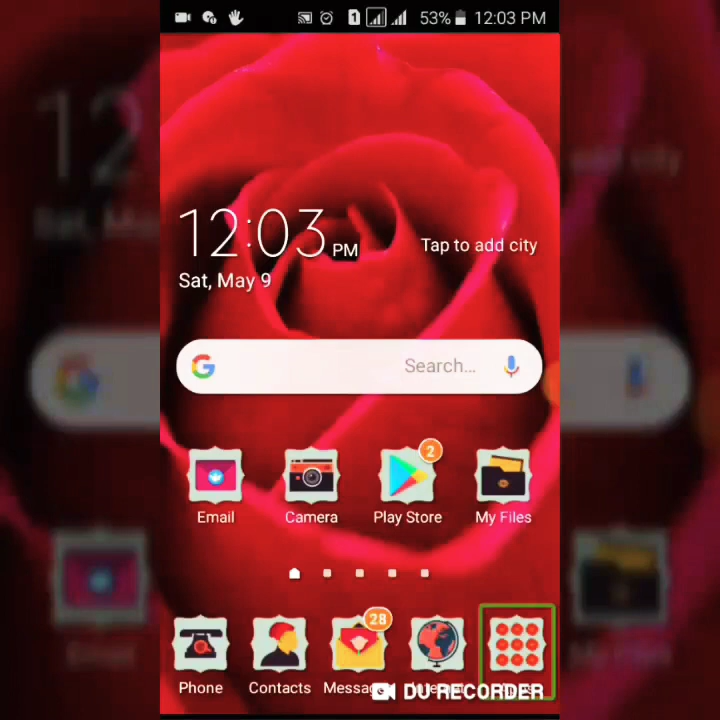 1 53% 12:03 PM
12:03 PM
Tap to add city
Sat, May 9
Search...
2
Email Camera Play Store My Files
28
Phone Contacts
DU RECORDER